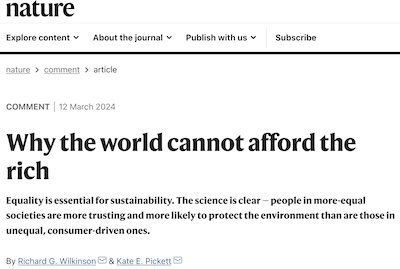 nature
Explore content About the journal Publish with us Subscribe
nature > comment > article
COMMENT | 12 March 2024
Why the world cannot afford the
rich
Equality is essential for sustainability. The science is clear — people in more-equal
societies are more trusting and more likely to protect the environment than are those in
unequal, consumer-driven ones.
By Richard G. Wilkinson & Kate E. Pickett